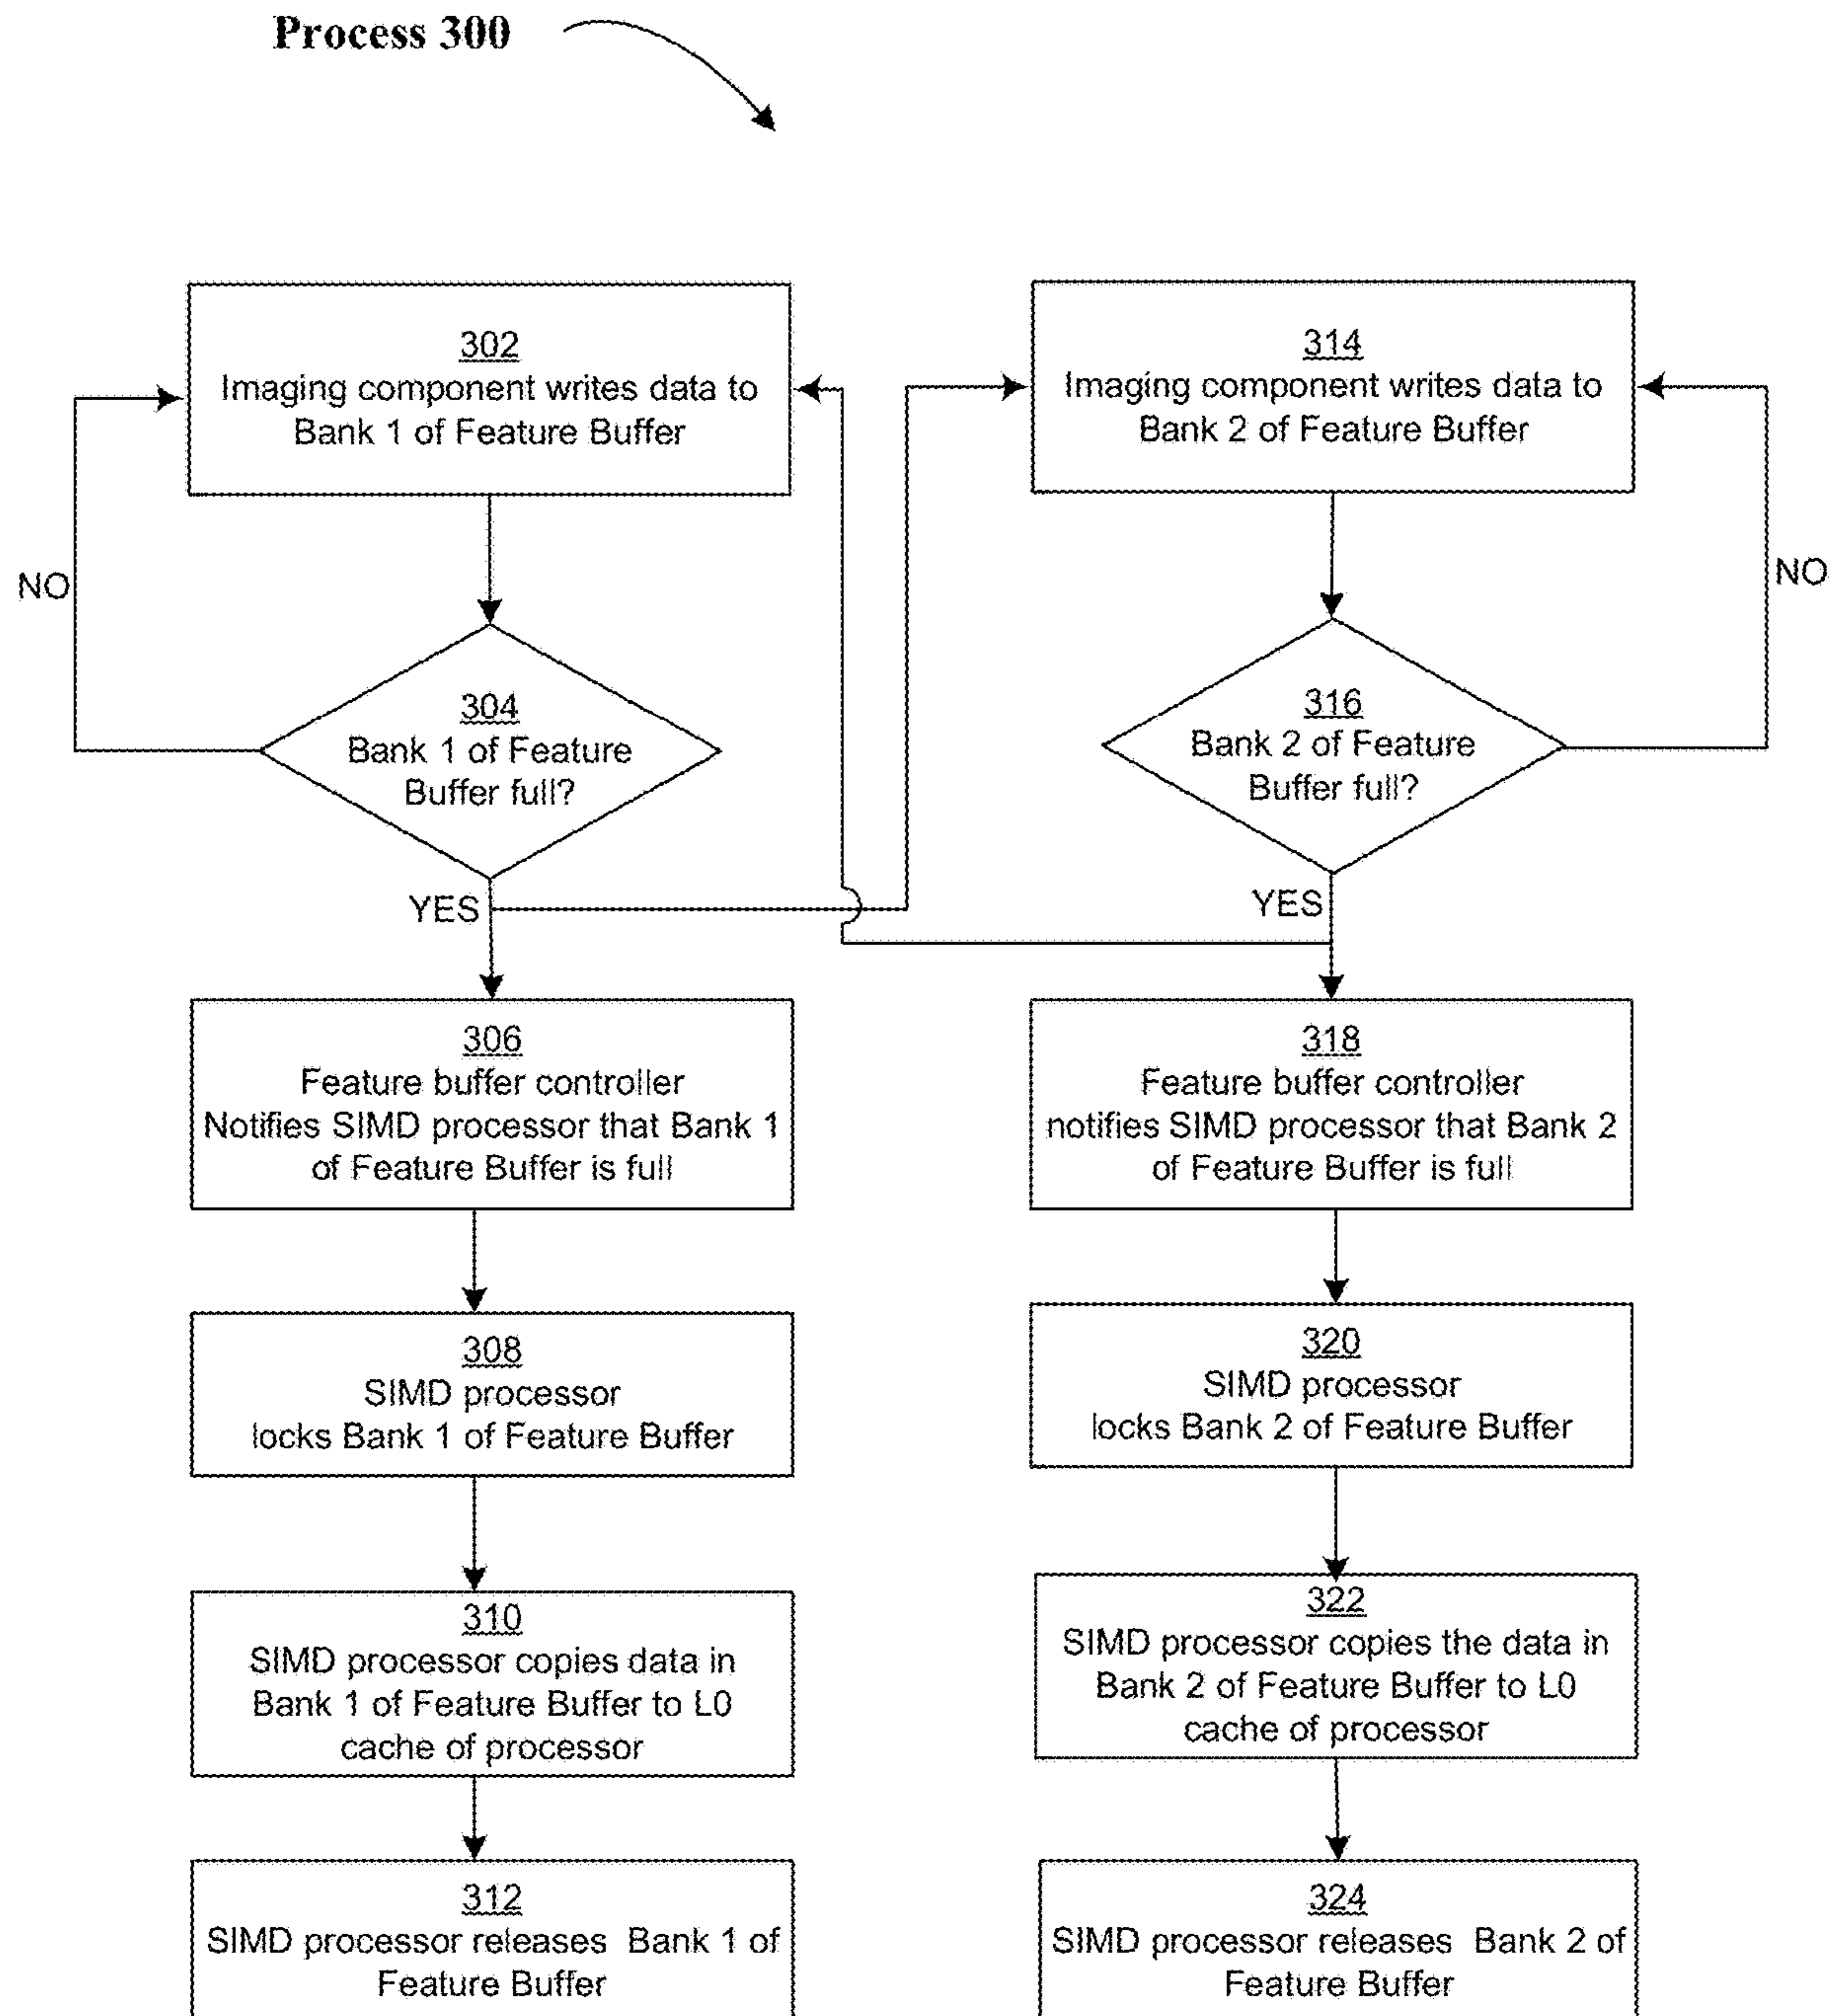 Process 300
302
Imaging component writes data to
Bank 1 of Feature Buffer
NO
304
Bank 1 of Feature
Buffer full?
YES
306
Feature buffer controller
Notifies SIMD processor that Bank 1
of Feature Buffer is full
308
SIMD processor
locks Bank 1 of Feature Buffer
310
SIMD processor copies data in
Bank 1 of Feature Buffer to L0
cache of processor
312
SIMD processor releases Bank 1 of
Feature Buffer
314
Imaging component writes data to
Bank 2 of Feature Buffer
NO
316
Bank 2 of Feature
Buffer full?
YES
318
Feature buffer controller
notifies SIMD processor that Bank 2
of Feature Buffer is full
320
SIMD processor
locks Bank 2 of Feature Buffer
322
SIMD processor copies the data in
Bank 2 of Feature Buffer to L0
cache of processor
324
SIMD processor releases Bank 2 of
Feature Buffer